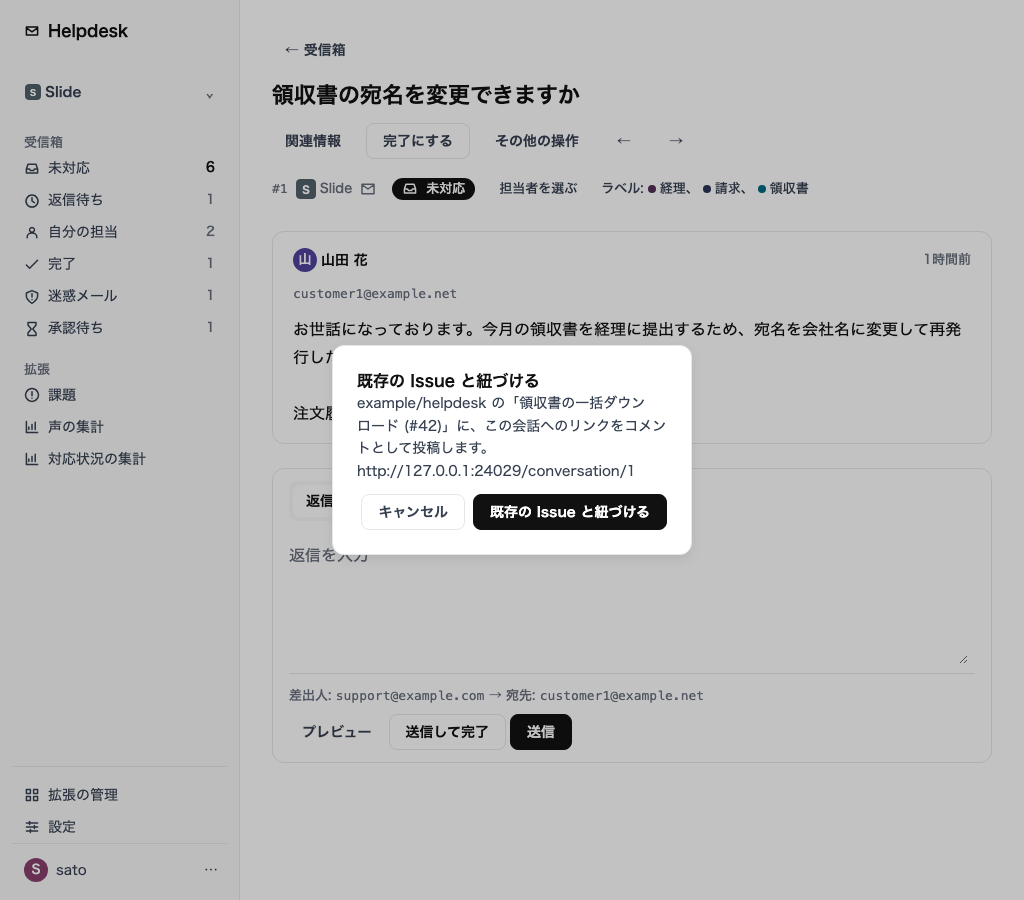 Helpdesk
S Slide
受信箱
未対応 6
返信待ち 1
自分の担当 2
完了 1
迷惑メール 1
承認待ち 1
拡張
課題
声の集計
対応状況の集計
拡張の管理
設定
S sato ...
← 受信箱
領収書の宛名を変更できますか
関連情報 完了にする その他の操作 ← →
#1 S Slide 未対応 担当者を選ぶ ラベル: 経理、 請求、 領収書
山 山田 花 1時間前
customer1@example.net
お世話になっております。今月の領収書を経理に提出するため、宛名を会社名に変更して再発
行した
注文履
既存の Issue と紐づける
example/helpdesk の「領収書の一括ダウン
ロード (#42)」に、この会話へのリンクをコメン
トとして投稿します。
http://127.0.0.1:24029/conversation/1
キャンセル 既存の Issue と紐づける
返信
返信を入力
差出人: support@example.com → 宛先: customer1@example.net
プレビュー 送信して完了 送信